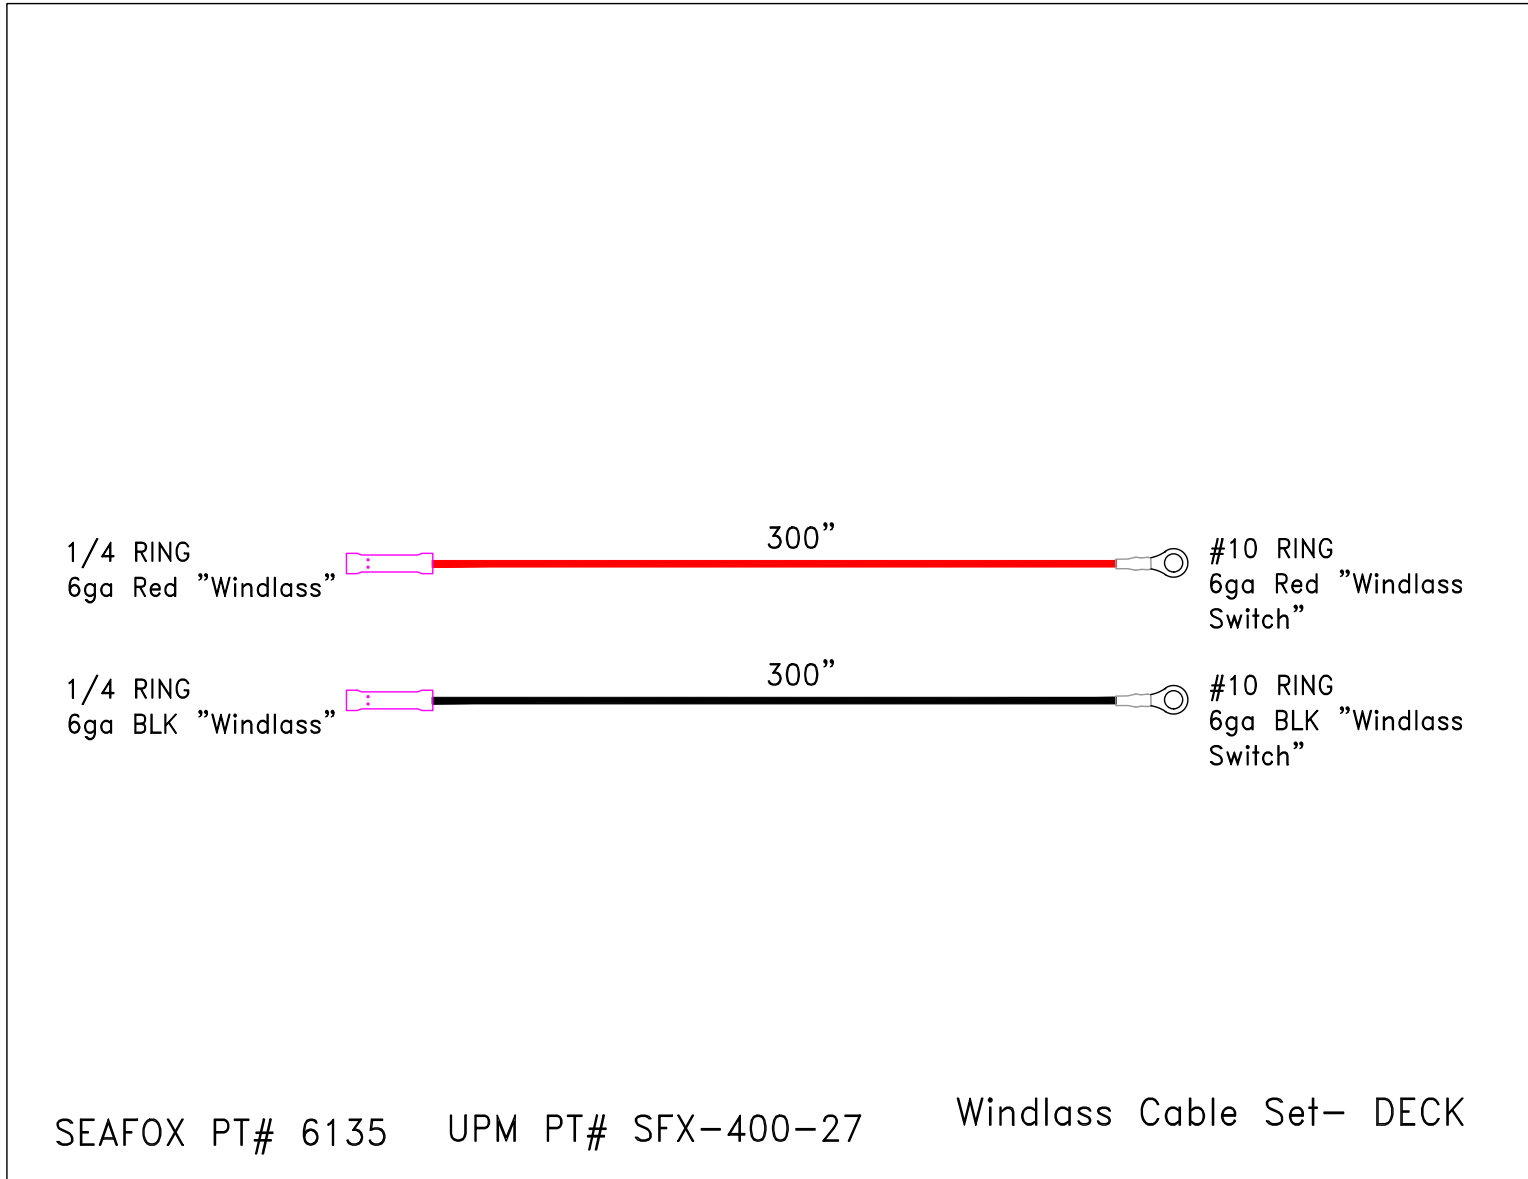 300”
1/4 RING
6ga Red ”Windlass”
#10 RING
6ga Red ”Windlass
Switch”
300”
1/4 RING
6ga BLK ”Windlass”
#10 RING
6ga BLK ”Windlass
Switch”
SEAFOX PT# 6135 UPM PT# SFX-400-27 Windlass Cable Set- DECK